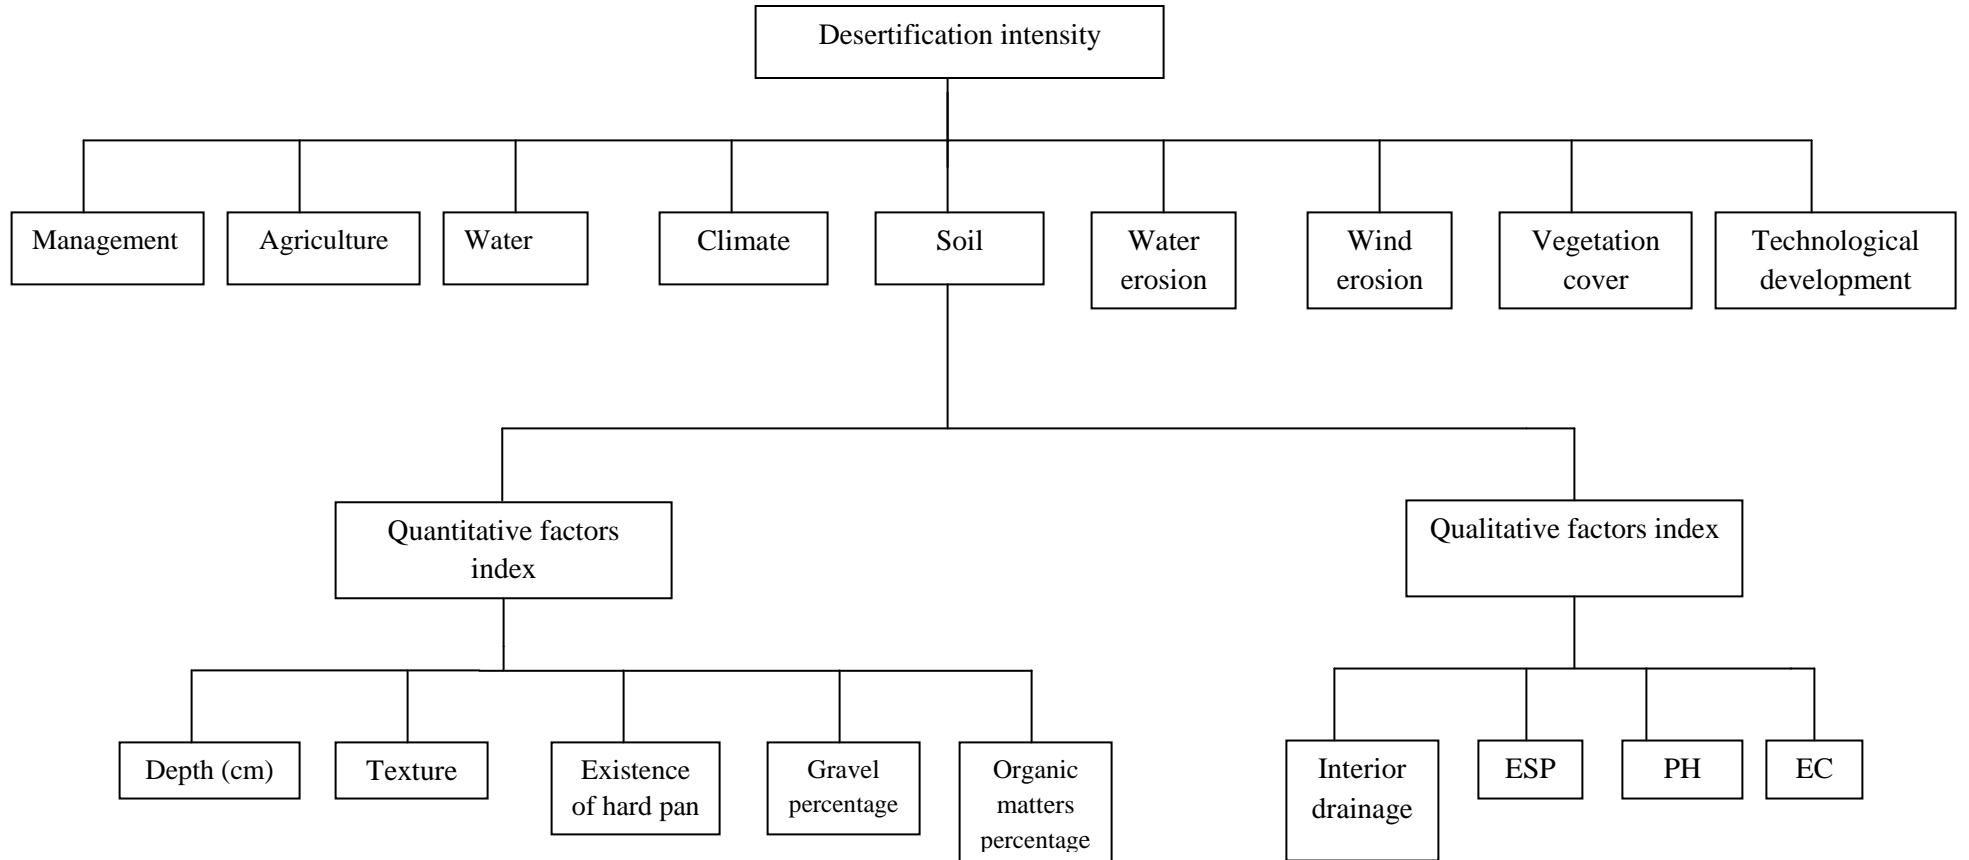 Desertification intensity
Management
Agriculture
Water
Climate
Soil
Water
erosion
Wind
erosion
Vegetation
cover
Technological
development
Quantitative factors
index
Qualitative factors index
Depth (cm)
Texture
Existence
of hard pan
Gravel
percentage
Organic
matters
percentage
Interior
drainage
ESP
PH
EC